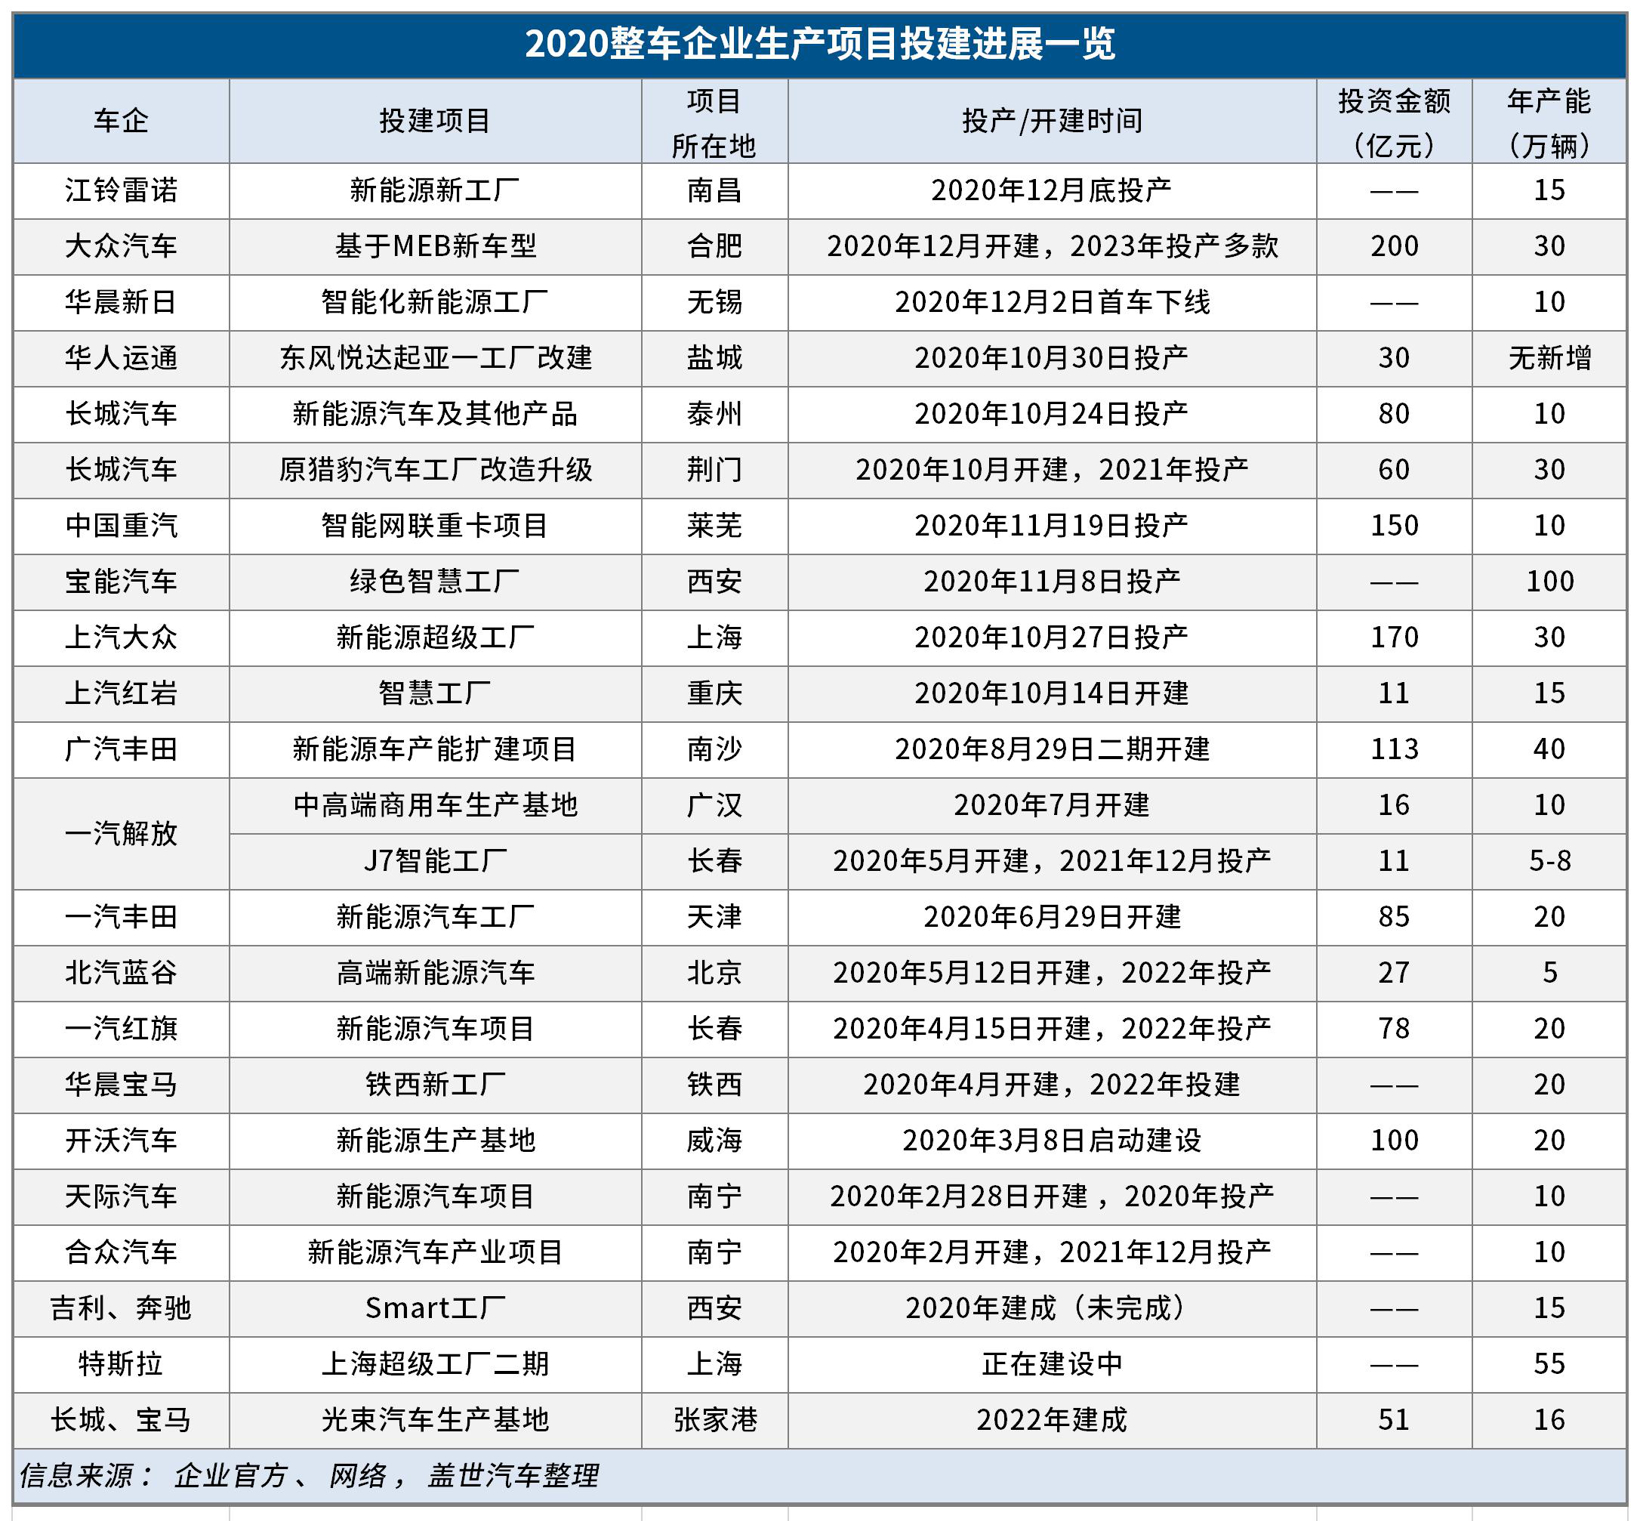 2020整车企业生产项目投建进展一览
车企 投建项目 项目所在地 投产/开建时间 投资金额（亿元） 年产能（万辆）
江铃雷诺 新能源新工厂 南昌 2020年12月底投产 —— 15
大众汽车 基于MEB新车型 合肥 2020年12月开建，2023年投产多款 200 30
华晨新日 智能化新能源工厂 无锡 2020年12月2日首车下线 —— 10
华人运通 东风悦达起亚一工厂改建 盐城 2020年10月30日投产 30 无新增
长城汽车 新能源汽车及其他产品 泰州 2020年10月24日投产 80 10
长城汽车 原猎豹汽车工厂改造升级 荆门 2020年10月开建，2021年投产 60 30
中国重汽 智能网联重卡项目 莱芜 2020年11月19日投产 150 10
宝能汽车 绿色智慧工厂 西安 2020年11月8日投产 —— 100
上汽大众 新能源超级工厂 上海 2020年10月27日投产 170 30
上汽红岩 智慧工厂 重庆 2020年10月14日开建 11 15
广汽丰田 新能源车产能扩建项目 南沙 2020年8月29日二期开建 113 40
一汽解放 中高端商用车生产基地 广汉 2020年7月开建 16 10
J7智能工厂 长春 2020年5月开建，2021年12月投产 11 5-8
一汽丰田 新能源汽车工厂 天津 2020年6月29日开建 85 20
北汽蓝谷 高端新能源汽车 北京 2020年5月12日开建，2022年投产 27 5
一汽红旗 新能源汽车项目 长春 2020年4月15日开建，2022年投产 78 20
华晨宝马 铁西新工厂 铁西 2020年4月开建，2022年投建 —— 20
开沃汽车 新能源生产基地 威海 2020年3月8日启动建设 100 20
天际汽车 新能源汽车项目 南宁 2020年2月28日开建 ，2020年投产 —— 10
合众汽车 新能源汽车产业项目 南宁 2020年2月开建，2021年12月投产 —— 10
吉利、奔驰 Smart工厂 西安 2020年建成（未完成） —— 15
特斯拉 上海超级工厂二期 上海 正在建设中 —— 55
长城、宝马 光束汽车生产基地 张家港 2022年建成 51 16
信息来源： 企业官方 、 网络 ， 盖世汽车整理